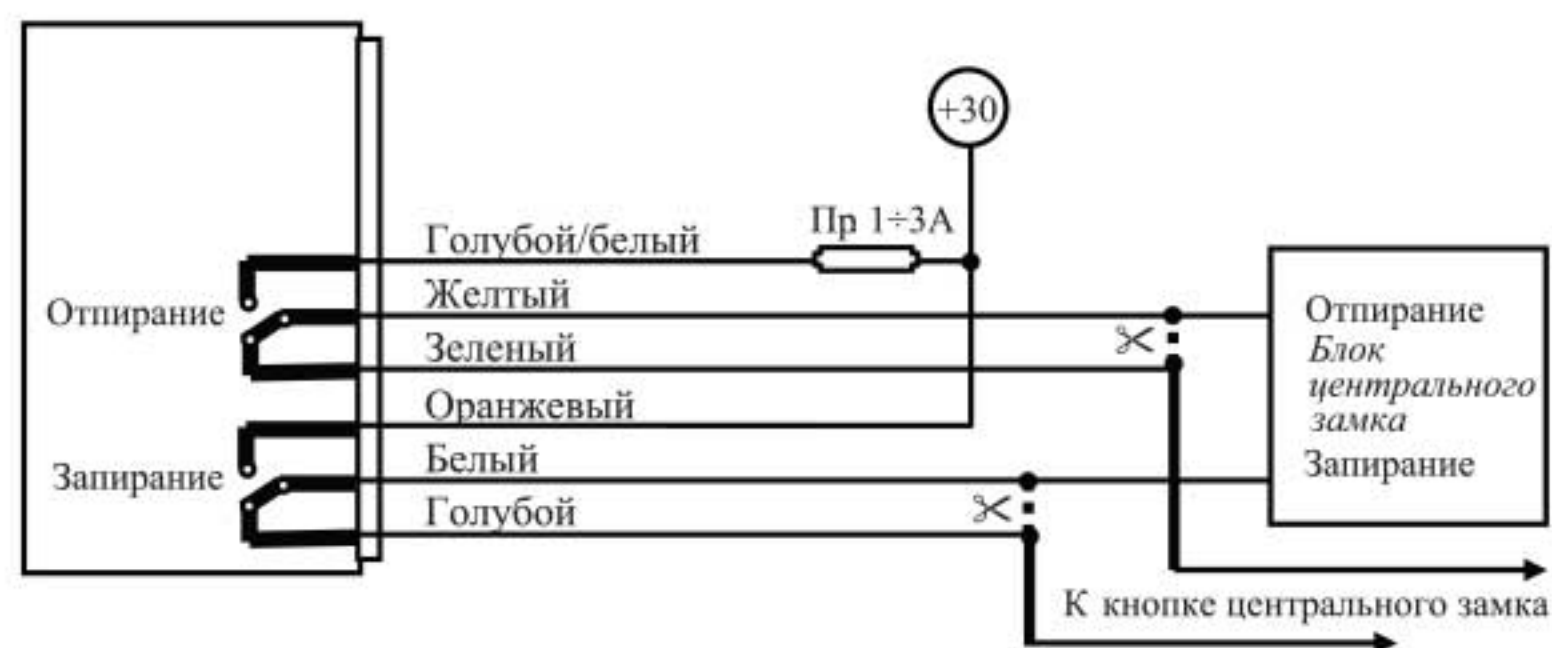 +30
Пр 1÷3А
Голубой/белый
Желтый
Отпирание
Зеленый
Оранжевый
Белый
Запирание
Голубой
Отпирание
Блок
центрального
замка
Запирание
К кнопке центрального замка